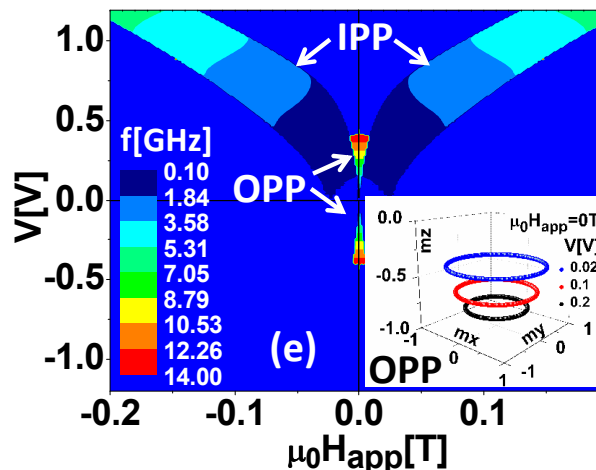 IPP
OPP
f[GHz]
0.10
1.84
3.58
5.31
7.05
8.79
10.53
12.26
14.00
(e)
V[V]
1.0
0.5
0.0
-0.5
-1.0
-0.2
-0.1
0.0
0.1
μ₀Happ[T]
μ₀Happ=0T
V[V]
0.02
0.1
0.2
mz
0.0
-0.5
-1.0
-1
0
1
mx
my
1
0
-1
OPP